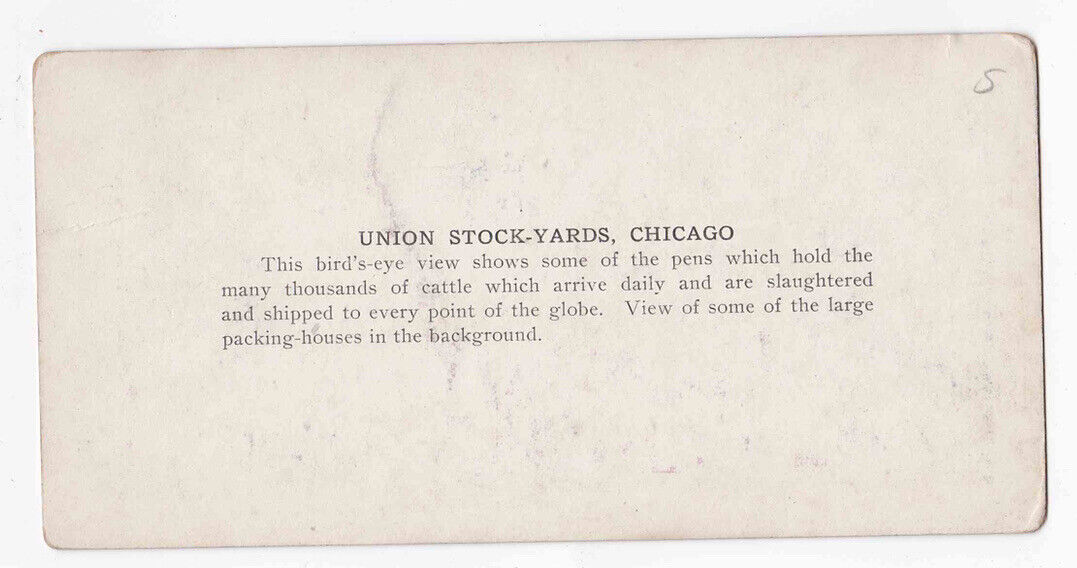 5
UNION STOCK-YARDS, CHICAGO
This bird's-eye view shows some of the pens which hold the
many thousands of cattle which arrive daily and are slaughtered
and shipped to every point of the globe. View of some of the large
packing-houses in the background.